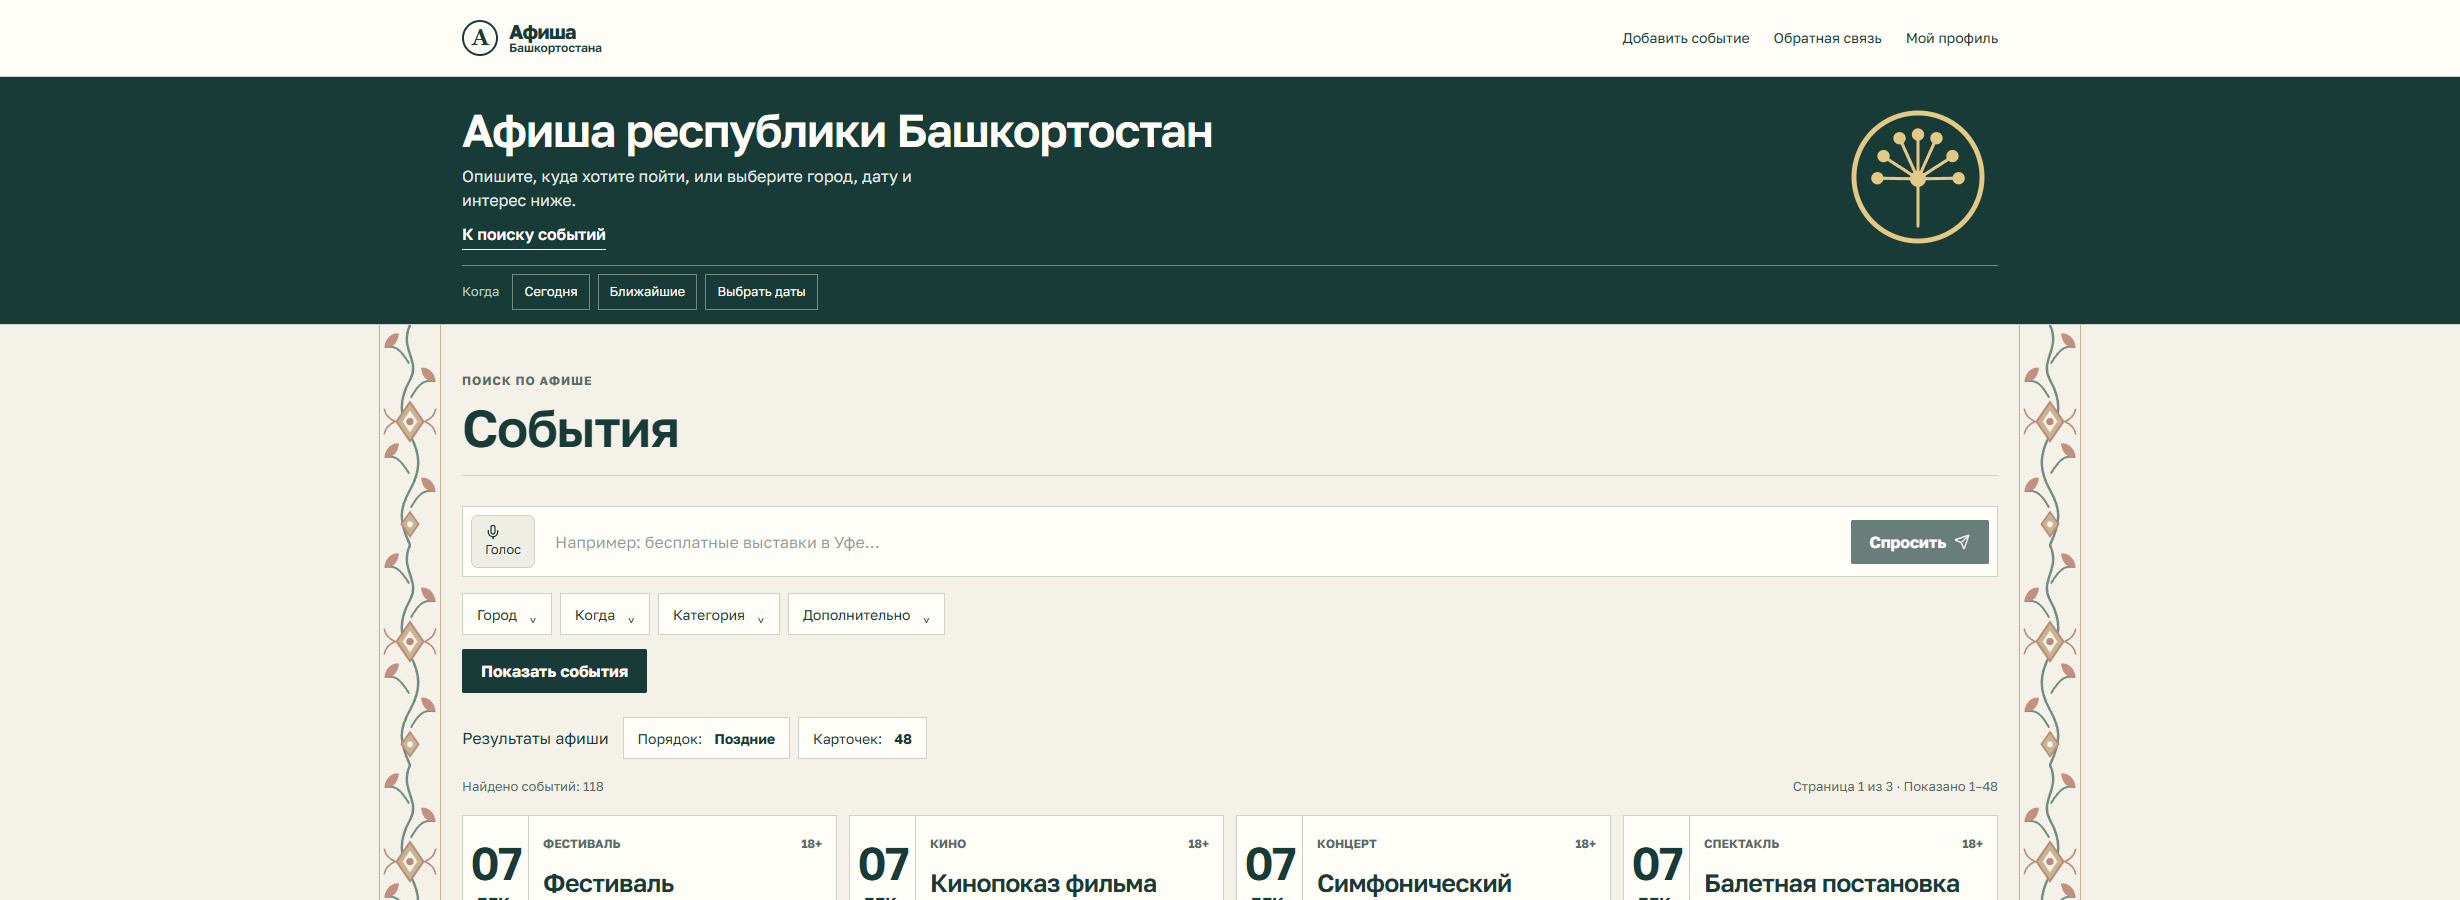 А
Афиша
Башкортостана
Добавить событие
Обратная связь
Мой профиль
Афиша республики Башкортостан
Опишите, куда хотите пойти, или выберите город, дату и
интерес ниже.
К поиску событий
Когда
Сегодня
Ближайшие
Выбрать даты
ПОИСК ПО АФИШЕ
События
Голос
Например: бесплатные выставки в Уфе...
Спросить
Город
Когда
Категория
Дополнительно
Показать события
Результаты афиши
Порядок: Поздние
Карточек: 48
Найдено событий: 118
Страница 1 из 3 · Показано 1–48
07
ФЕСТИВАЛЬ
18+
Фестиваль
07
КИНО
18+
Кинопоказ фильма
07
КОНЦЕРТ
18+
Симфонический
07
СПЕКТАКЛЬ
18+
Балетная постановка